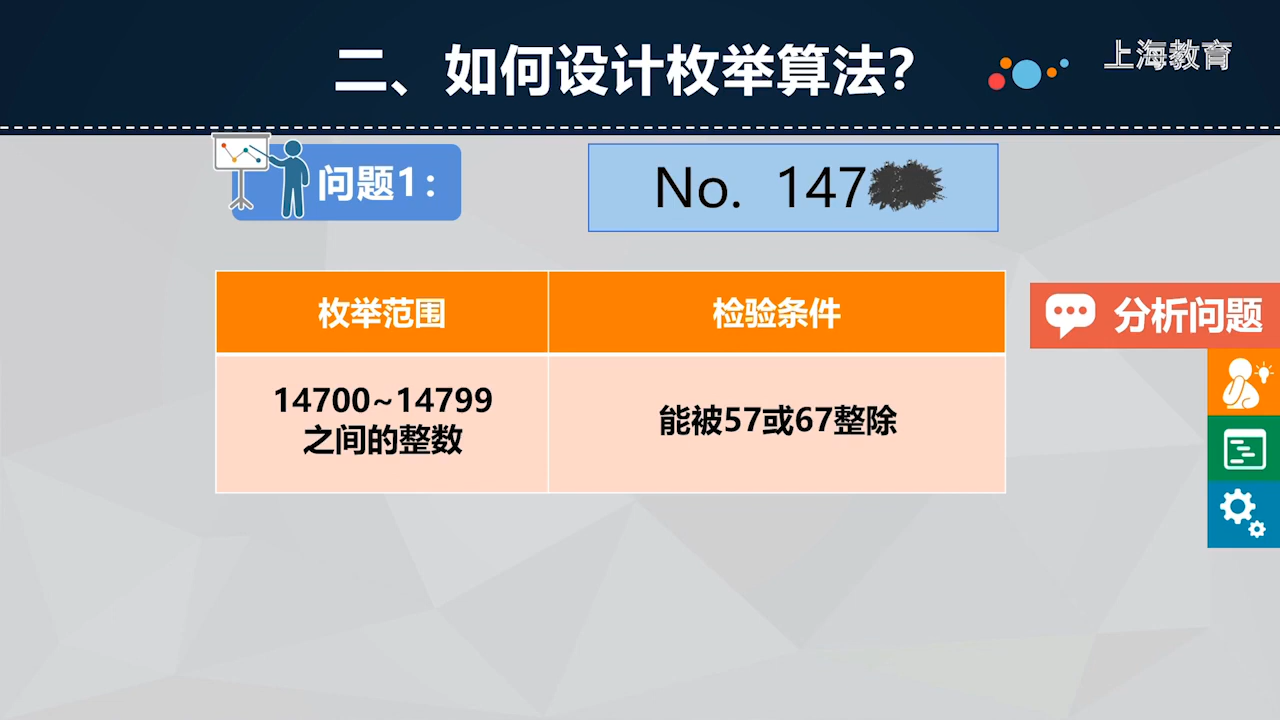 二、如何设计枚举算法？
上海教育
问题1：
No. 147
枚举范围
检验条件
14700~14799
之间的整数
能被57或67整除
分析问题